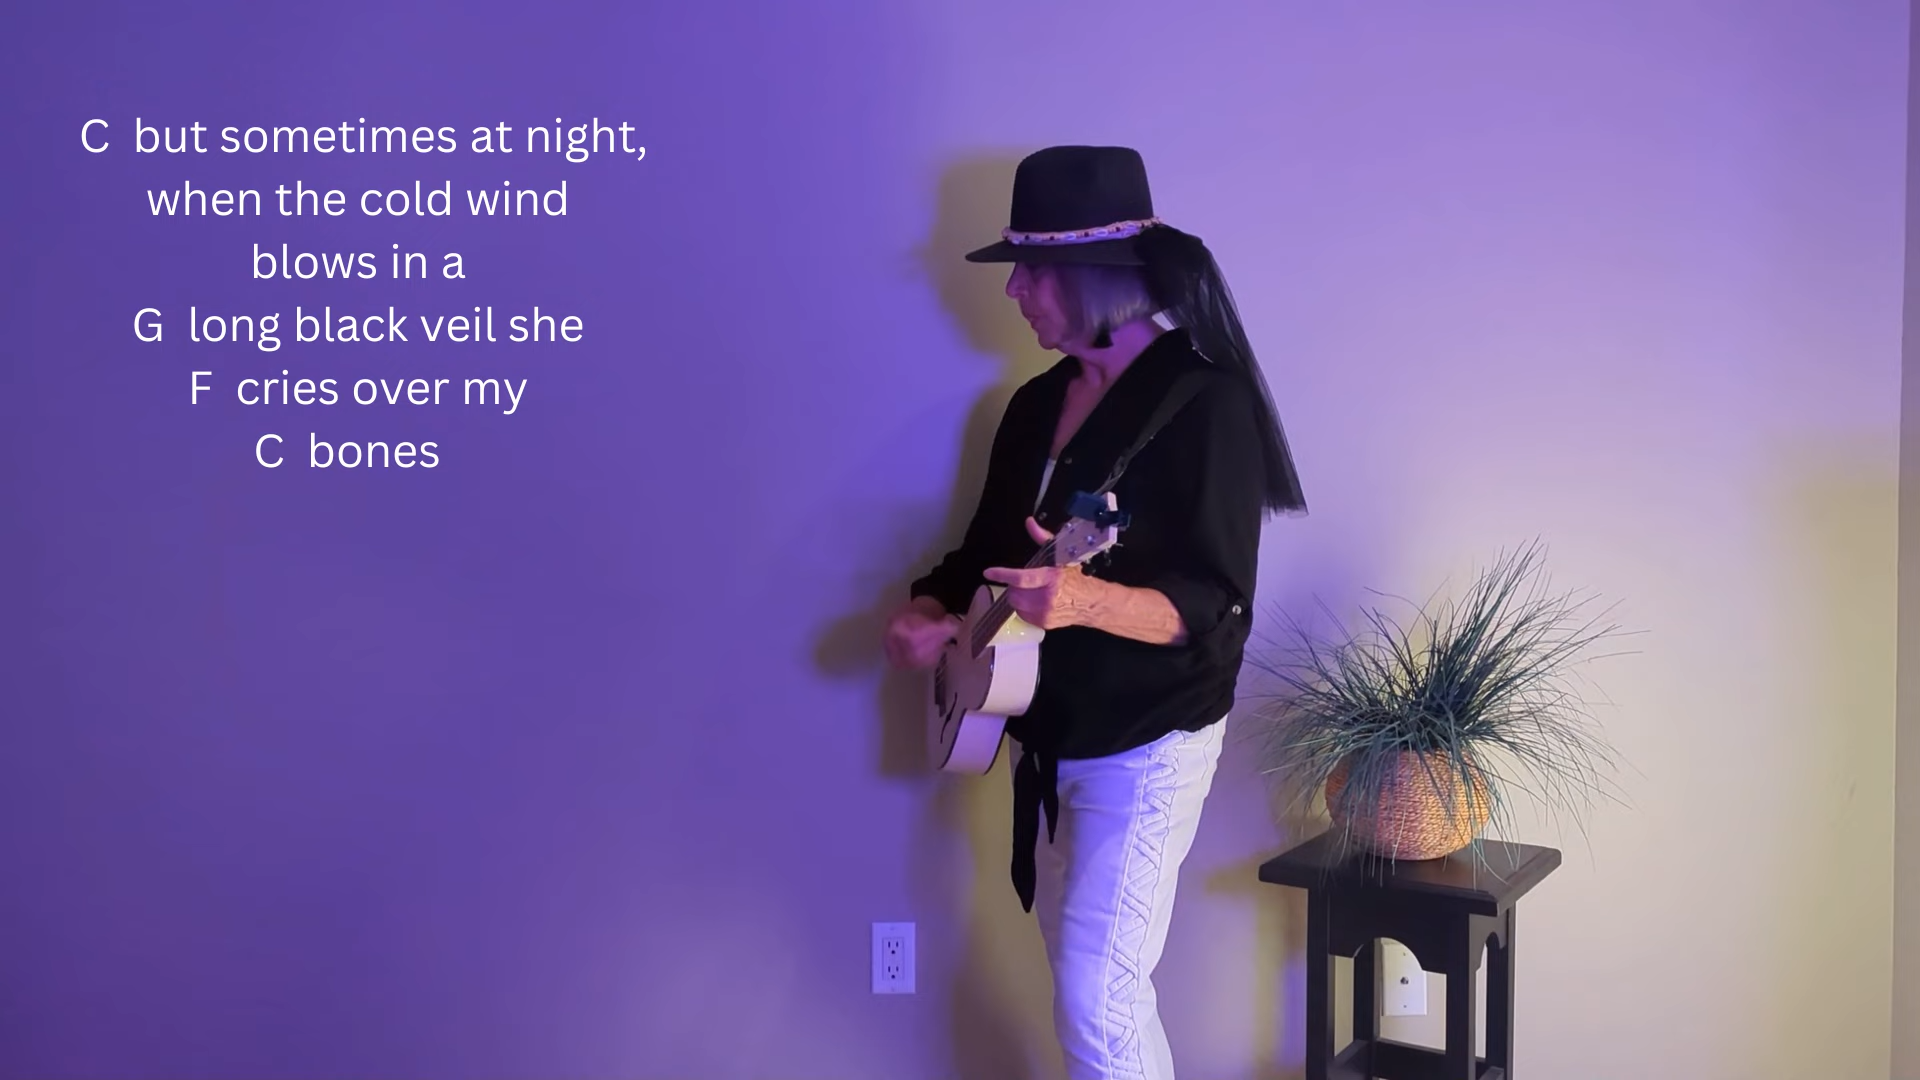 C  but sometimes at night,
when the cold wind
blows in a
G  long black veil she
F  cries over my
C  bones